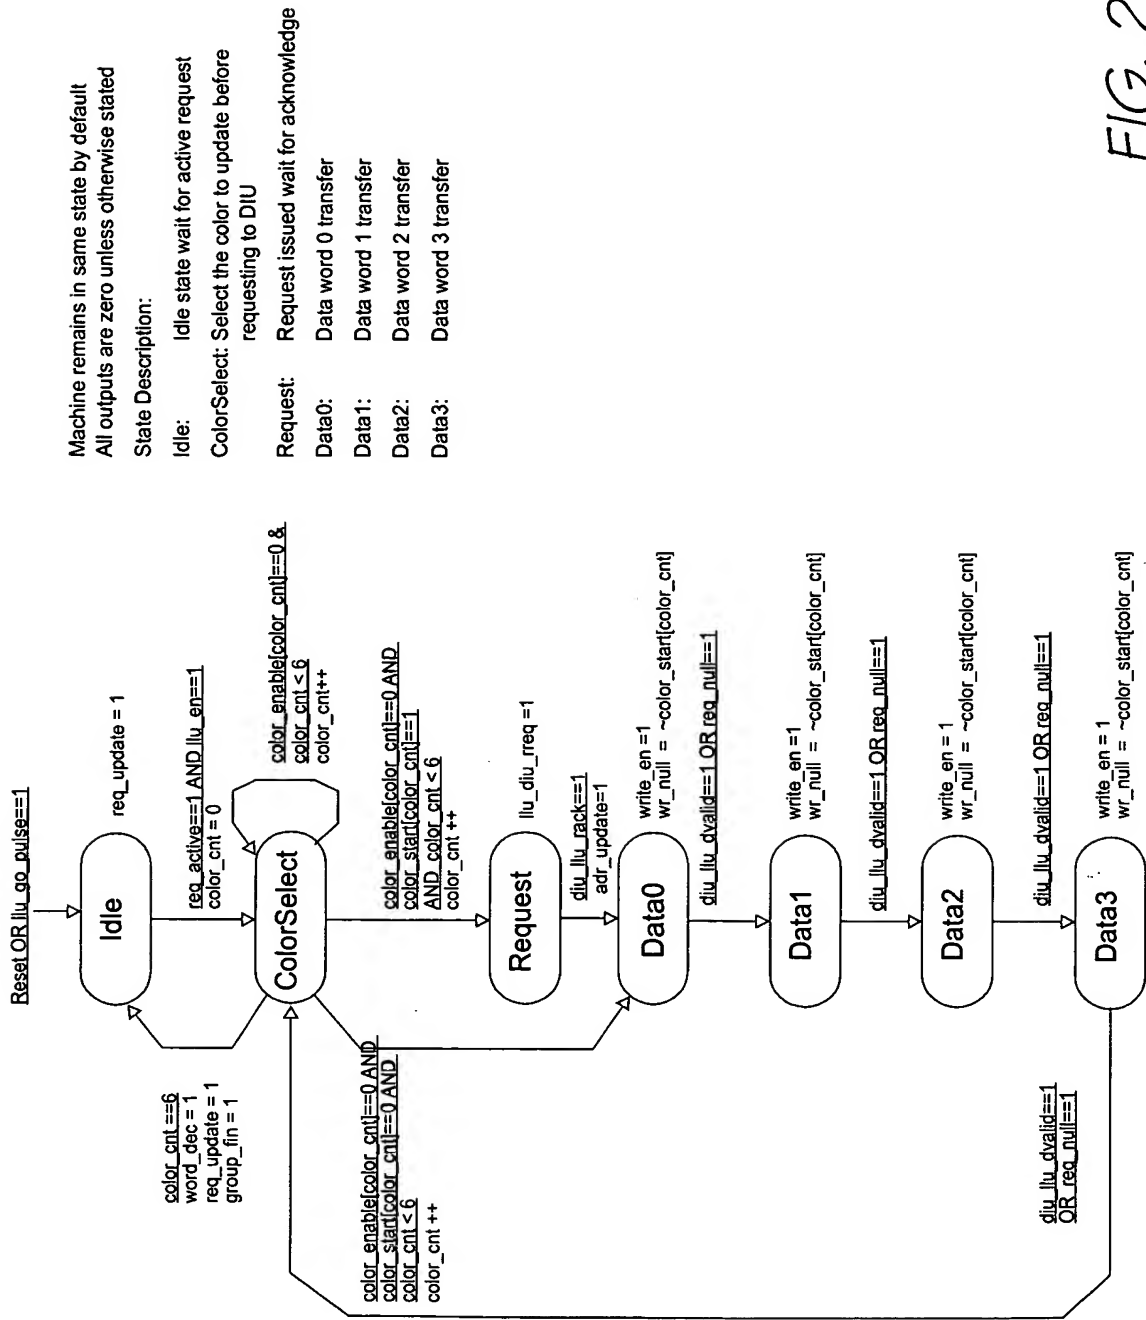 Machine remains in same state by default
All outputs are zero unless otherwise stated
State Description:
Idle: Idle state wait for active request
ColorSelect: Select the color to update before
requesting to DIU
Request: Request issued wait for acknowledge
Data0: Data word 0 transfer
Data1: Data word 1 transfer
Data2: Data word 2 transfer
Data3: Data word 3 transfer
Reset OR llu_go_pulse==1
Idle
req_update = 1
req_active==1 AND llu_en==1
color_cnt = 0
color_cnt ==6
word_dec = 1
req_update = 1
group_fin = 1
ColorSelect
color_enable[color_cnt]==0 &
color_cnt < 6
color_cnt++
color_enable[color_cnt]==0 AND
color_start[color_cnt]==1
AND color_cnt < 6
color_cnt ++
color_enable[color_cnt]==0 AND
color_start[color_cnt]==0 AND
color_cnt < 6
color_cnt ++
Request
llu_diu_rreq =1
diu_llu_rack==1
adr_update=1
Data0
write_en =1
wr_null = ~color_start[color_cnt]
diu_llu_dvalid==1 OR req_null==1
Data1
write_en =1
wr_null = ~color_start[color_cnt]
diu_llu_dvalid==1 OR req_null==1
Data2
write_en = 1
wr_null = ~color_start[color_cnt]
diu_llu_dvalid==1 OR req_null==1
Data3
write_en = 1
wr_null = ~color_start[color_cnt]
diu_llu_dvalid==1
OR req_null==1
FIG. 2